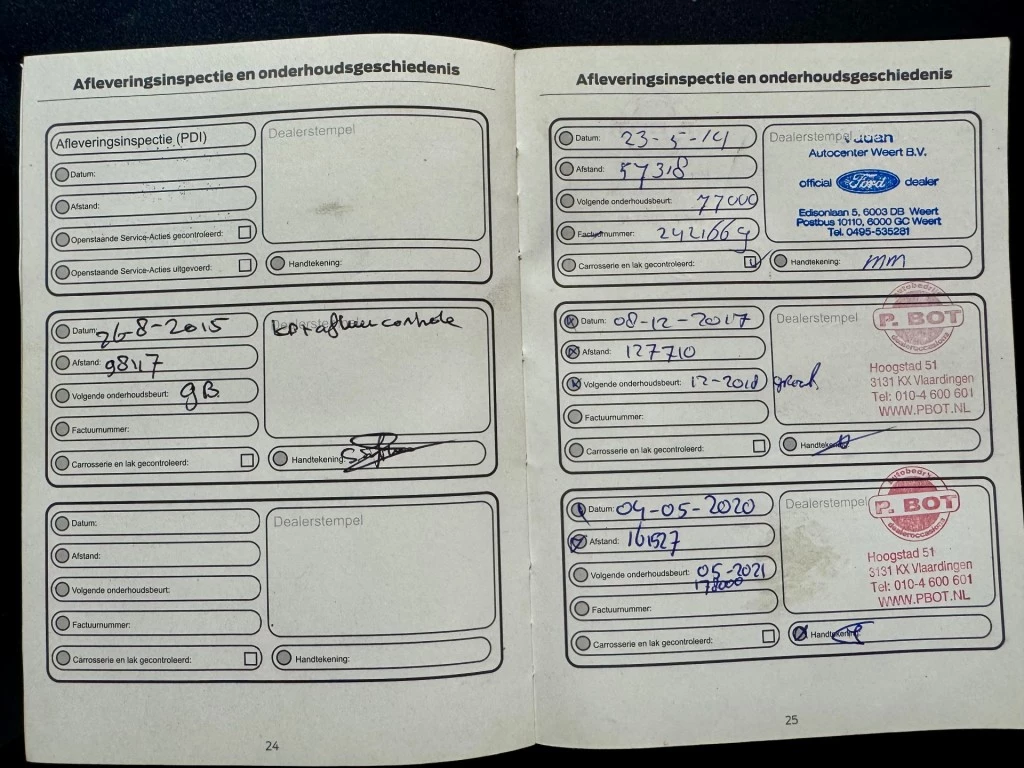 Afleveringsinspectie en onderhoudsgeschiedenis
Afleveringsinspectie (PDI)
Datum:
Afstand:
Openstaande Service-Acties gecontroleerd:
Openstaande Service-Acties uitgevoerd:
Dealerstempel
Handtekening:
Datum: 26-8-2015
Afstand:
Volgende onderhoudsbeurt: gB
Factuurnummer:
Carrosserie en lak gecontroleerd:
Dealerstempel
Handtekening:
Datum:
Afstand:
Volgende onderhoudsbeurt:
Factuurnummer:
Carrosserie en lak gecontroleerd:
Dealerstempel
Handtekening:
24
Afleveringsinspectie en onderhoudsgeschiedenis
Datum: 23-5-14
Afstand: 57318
Volgende onderhoudsbeurt: 77000
Factuurnummer: 2421669
Carrosserie en lak gecontroleerd:
Dealerstempel
Autocenter Weert B.V.
official Ford dealer
Edisonlaan 5, 6003 DB Weert
Postbus 10110, 6000 GC Weert
Tel. 0495-535281
Handtekening: mm
Datum: 08-12-2017
Afstand: 127710
Volgende onderhoudsbeurt: 12-2018
Factuurnummer:
Carrosserie en lak gecontroleerd:
Dealerstempel
autobedrijf
P. BOT
dealeroccasions
Hoogstad 51
3131 KX Vlaardingen
Tel: 010-4 600 601
WWW.PBOT.NL
Handtekening:
Datum: 04-05-2020
Afstand: 161527
Volgende onderhoudsbeurt: 05-2021
178000
Factuurnummer:
Carrosserie en lak gecontroleerd:
Dealerstempel
autobedrijf
P. BOT
dealeroccasions
Hoogstad 51
3131 KX Vlaardingen
Tel: 010-4 600 601
WWW.PBOT.NL
Handtekening:
25